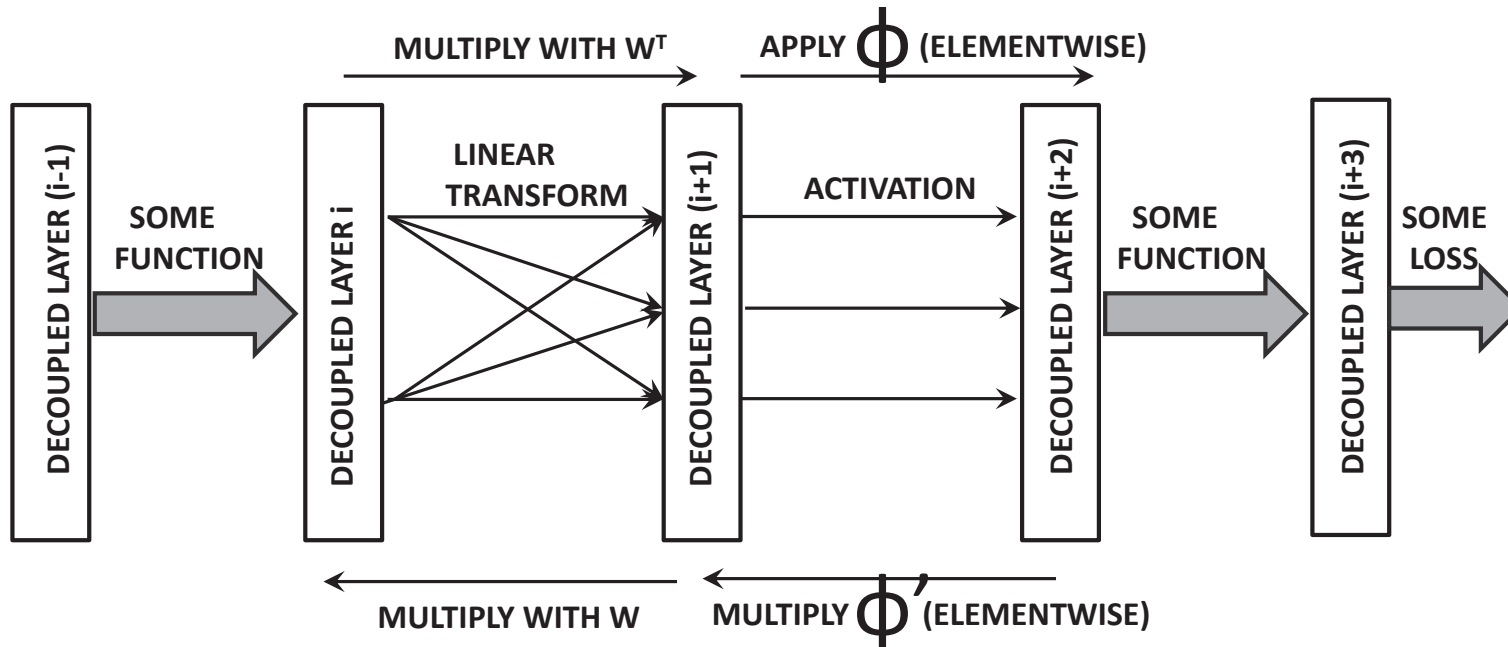 MULTIPLY WITH Wᵀ
APPLY ϕ (ELEMENTWISE)
DECOUPLED LAYER (i-1)
SOME
FUNCTION
DECOUPLED LAYER i
LINEAR
TRANSFORM
DECOUPLED LAYER (i+1)
ACTIVATION
DECOUPLED LAYER (i+2)
SOME
FUNCTION
DECOUPLED LAYER (i+3)
SOME
LOSS
MULTIPLY WITH W
MULTIPLY ϕ’ (ELEMENTWISE)